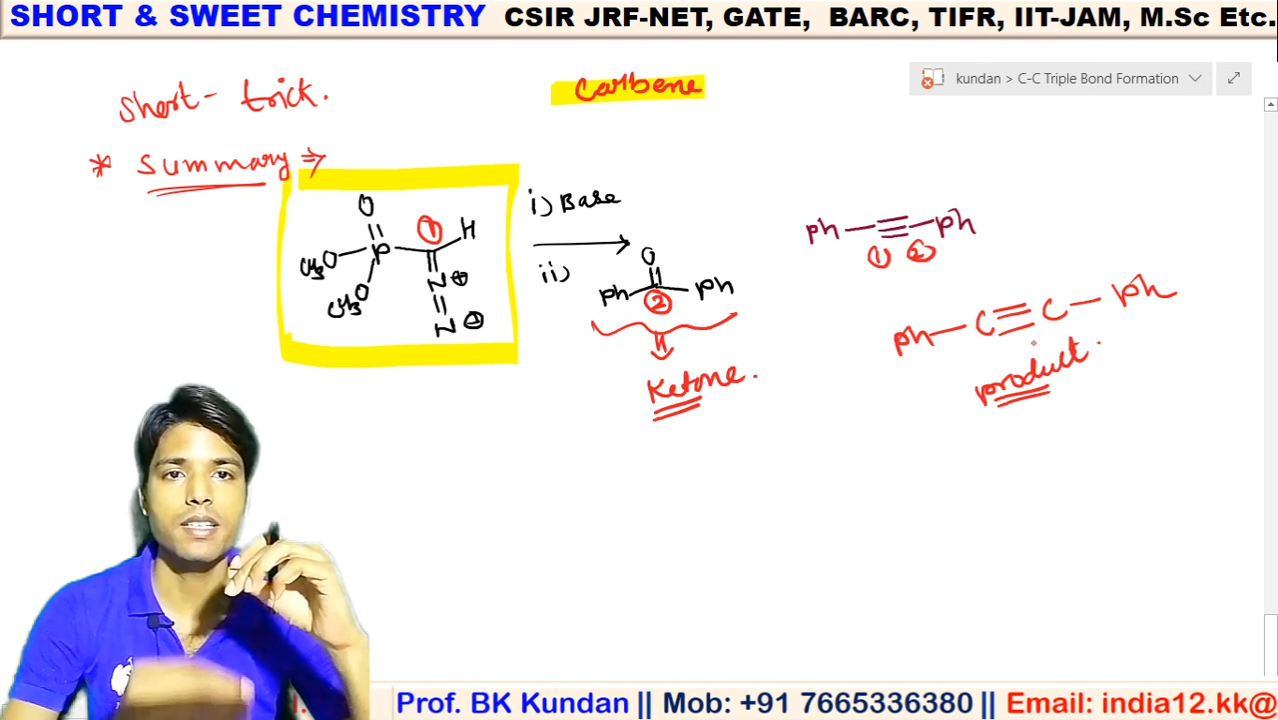 SHORT & SWEET CHEMISTRY CSIR JRF-NET, GATE, BARC, TIFR, IIT-JAM, M.Sc Etc.
kundan > C-C Triple Bond Formation
Short- trick.
Carbene
* Summary ⇒
i) Base
ii)
O
CH3O
P
H
CH3O
N⊕
N⊖
1
O
Ph
Ph
2
Ketone.
Ph
Ph
1
2
Ph-C≡C-Ph
product.
Prof. BK Kundan || Mob: +91 7665336380 || Email: india12.kk@